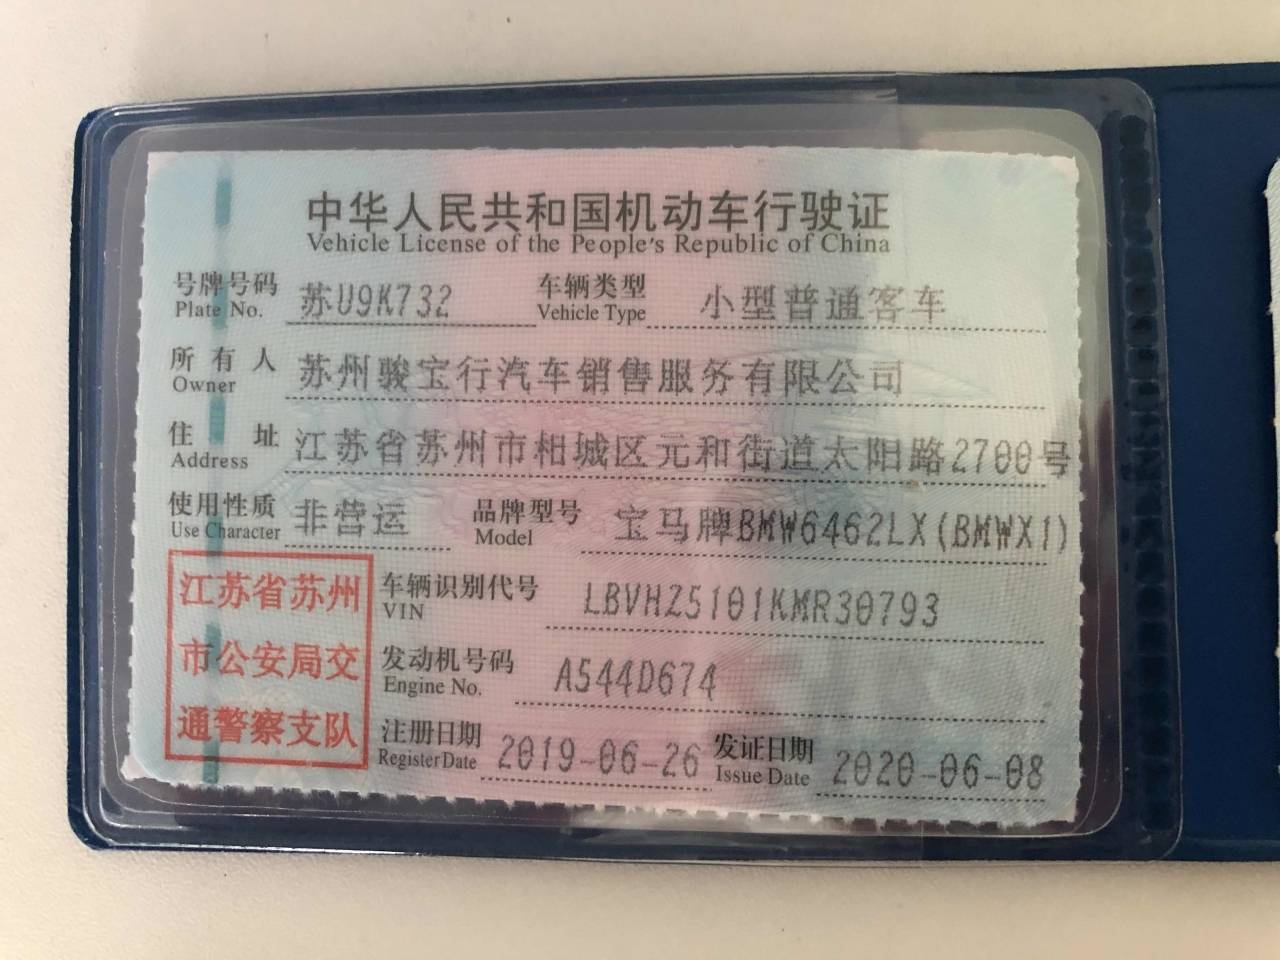 中华人民共和国机动车行驶证
Vehicle License of the People's Republic of China
号牌号码 苏U9K732 车辆类型 小型普通客车
Plate No. Vehicle Type
所有人 苏州骏宝行汽车销售服务有限公司
Owner
住址 江苏省苏州市相城区元和街道太阳路2700号
Address
使用性质 非营运 品牌型号 宝马牌BMW6462LX(BMWX1)
Use Character Model
江苏省苏州
市公安局交
通警察支队
车辆识别代号 LBVHZ5101KMR30793
VIN
发动机号码 A544D674
Engine No.
注册日期 2019-06-26 发证日期 2020-06-08
Register Date Issue Date